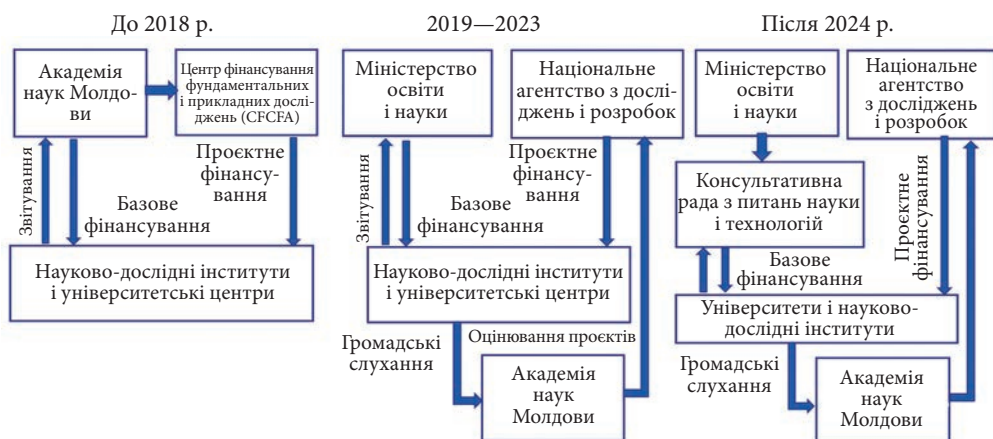 До 2018 р.
Академія
наук Молдо-
ви
Центр фінансування
фундаментальних
і прикладних дослі-
джень (CFCFA)
Звітування
Базове
фінансування
Проєктне
фінансу-
вання
Науково-дослідні інститути
і університетські центри
2019—2023
Міністерство
освіти
і науки
Національне
агентство з дослі-
джень і розробок
Звітування
Базове
фінансування
Проєктне
фінансу-
вання
Науково-дослідні інститути
і університетські центри
Громадські
слухання
Оцінювання проєктів
Академія
наук
Молдови
Після 2024 р.
Міністерство
освіти
і науки
Національне
агентство
з досліджень
і розробок
Консультативна
рада з питань науки
і технологій
Базове
фінансування
Проєктне
фінансування
Університети і науково-
дослідні інститути
Громадські
слухання
Академія
наук
Молдови